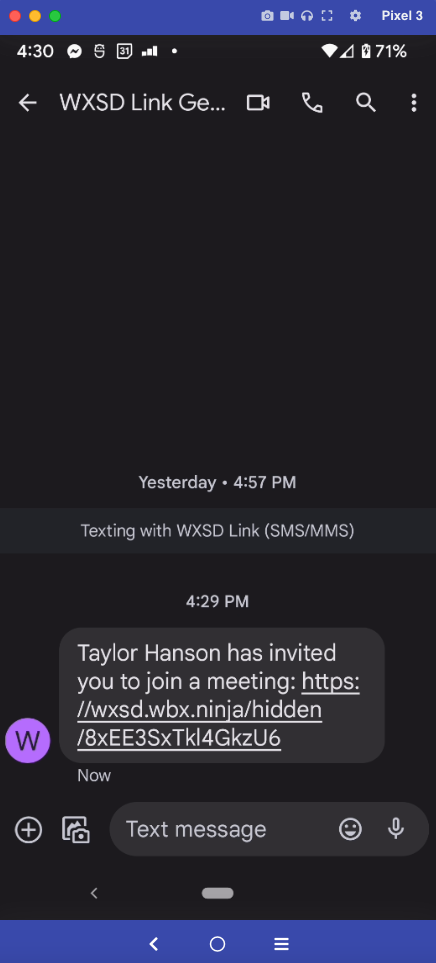 Pixel 3
4:30
31
71%
WXSD Link Ge...
Yesterday • 4:57 PM
Texting with WXSD Link (SMS/MMS)
4:29 PM
Taylor Hanson has invited
you to join a meeting: https:
//wxsd.wbx.ninja/hidden
/8xEE3SxTkl4GkzU6
W
Now
Text message